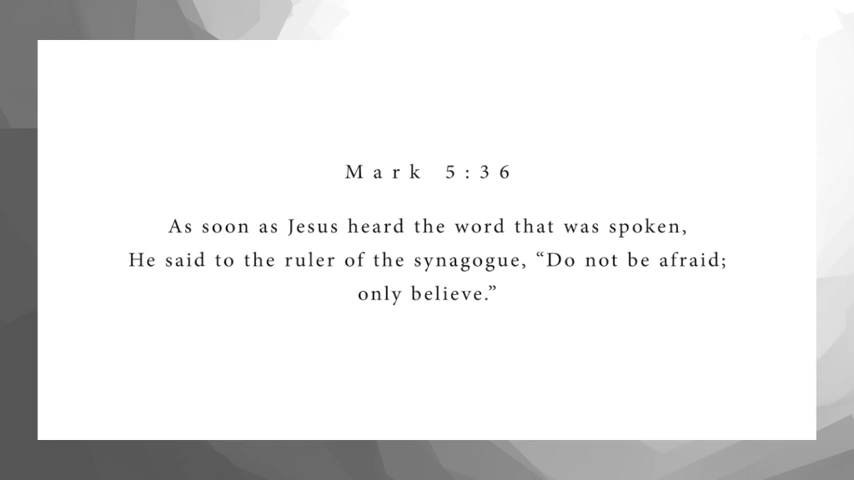 Mark 5:36
As soon as Jesus heard the word that was spoken,
He said to the ruler of the synagogue, “Do not be afraid;
only believe.”